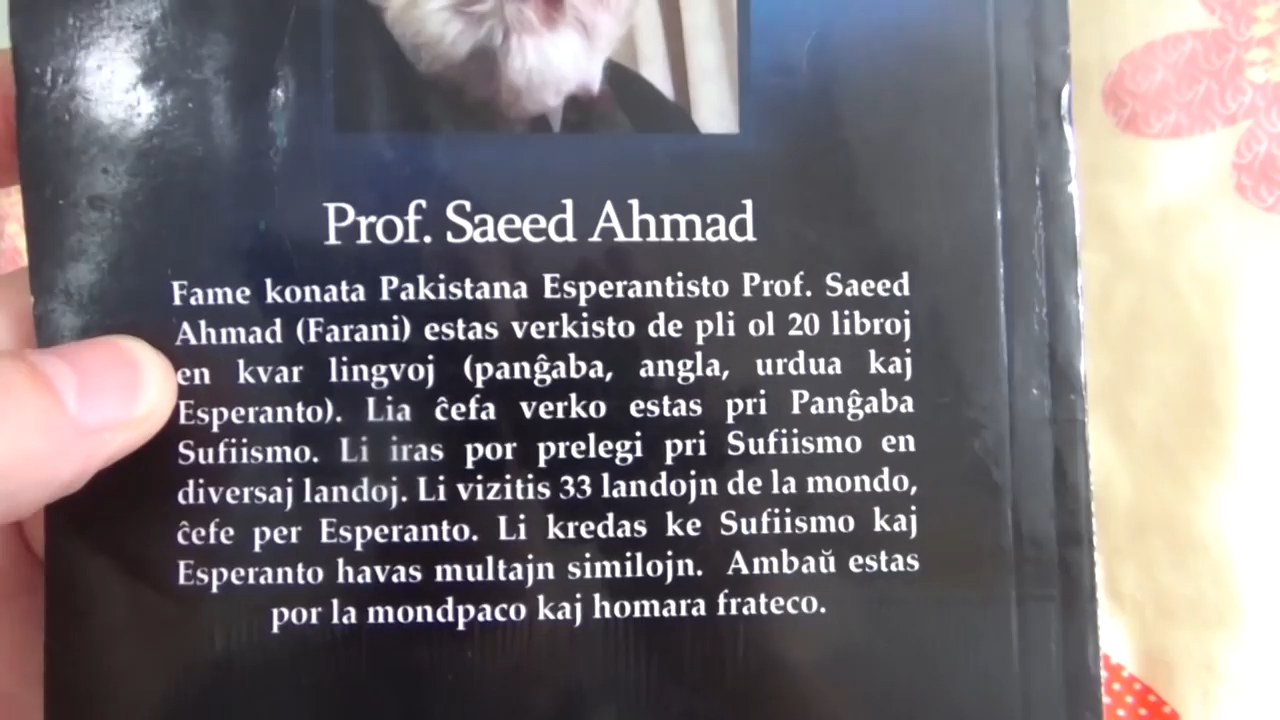 Prof. Saeed Ahmad
Fame konata Pakistana Esperantisto Prof. Saeed
Ahmad (Farani) estas verkisto de pli ol 20 libroj
en kvar lingvoj (panĝaba, angla, urdua kaj
Esperanto). Lia ĉefa verko estas pri Panĝaba
Sufiismo. Li iras por prelegi pri Sufiismo en
diversaj landoj. Li vizitis 33 landojn de la mondo,
ĉefe per Esperanto. Li kredas ke Sufiismo kaj
Esperanto havas multajn similojn. Ambaŭ estas
por la mondpaco kaj homara frateco.